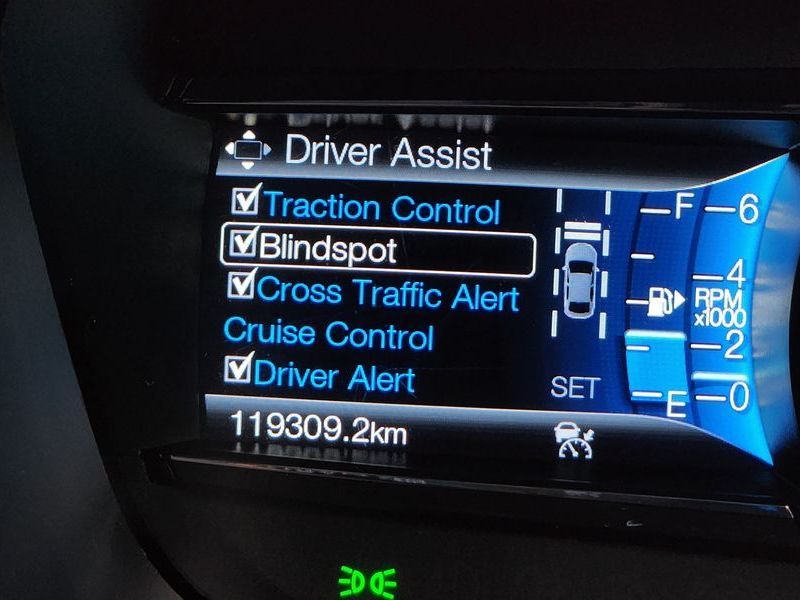 Driver Assist
Traction Control
Blindspot
Cross Traffic Alert
Cruise Control
Driver Alert
SET
119309.2km
F
E
6
4
RPM
x1000
2
0